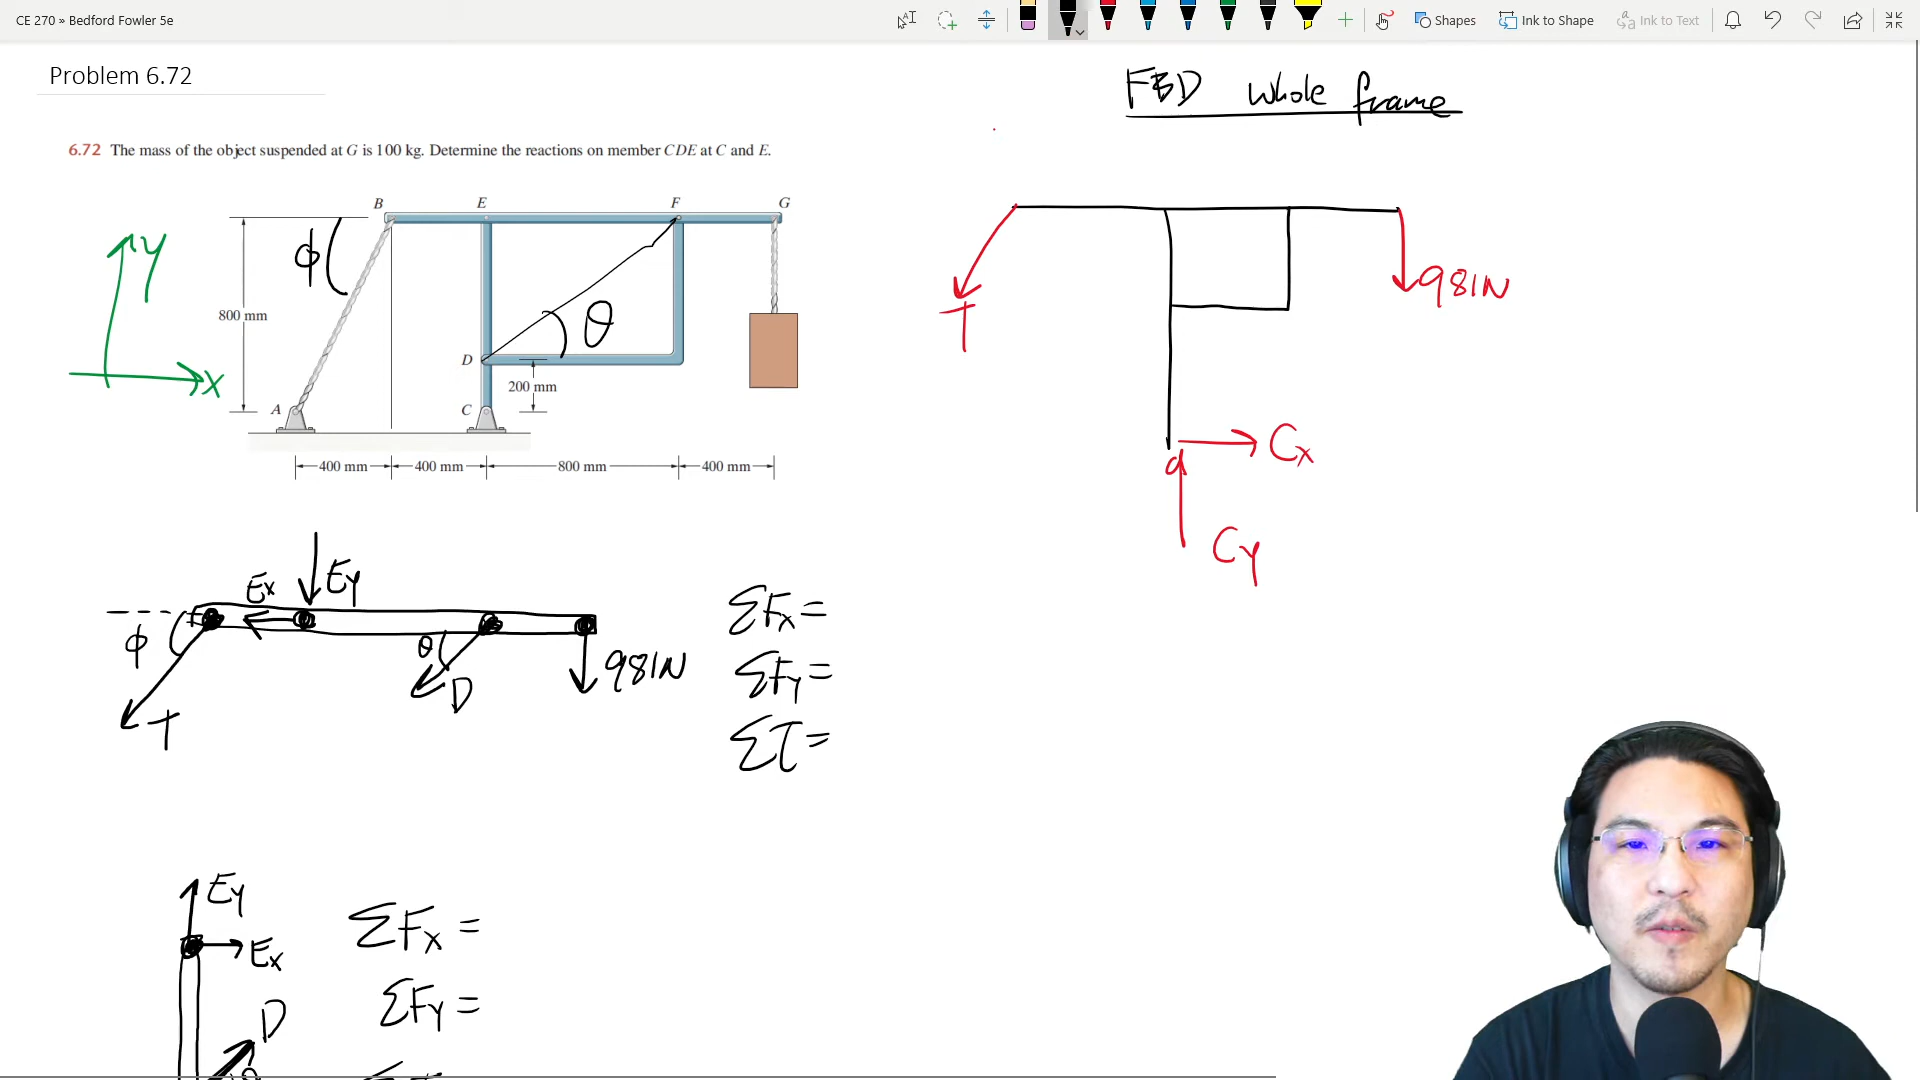 CE 270 » Bedford Fowler 5e
Shapes
Ink to Shape
Ink to Text
Problem 6.72
FBD Whole frame
6.72 The mass of the object suspended at G is 100 kg. Determine the reactions on member CDE at C and E.
B E F G
y
ϕ
800 mm
θ
D
200 mm
x
A C
400 mm 400 mm 800 mm 400 mm
T
981N
Cx
Cy
Ex Ey
ϕ
θ
D
T
981N
ΣFx=
ΣFy=
Στ=
Ey
Ex
D
θ
ΣFx=
ΣFy=